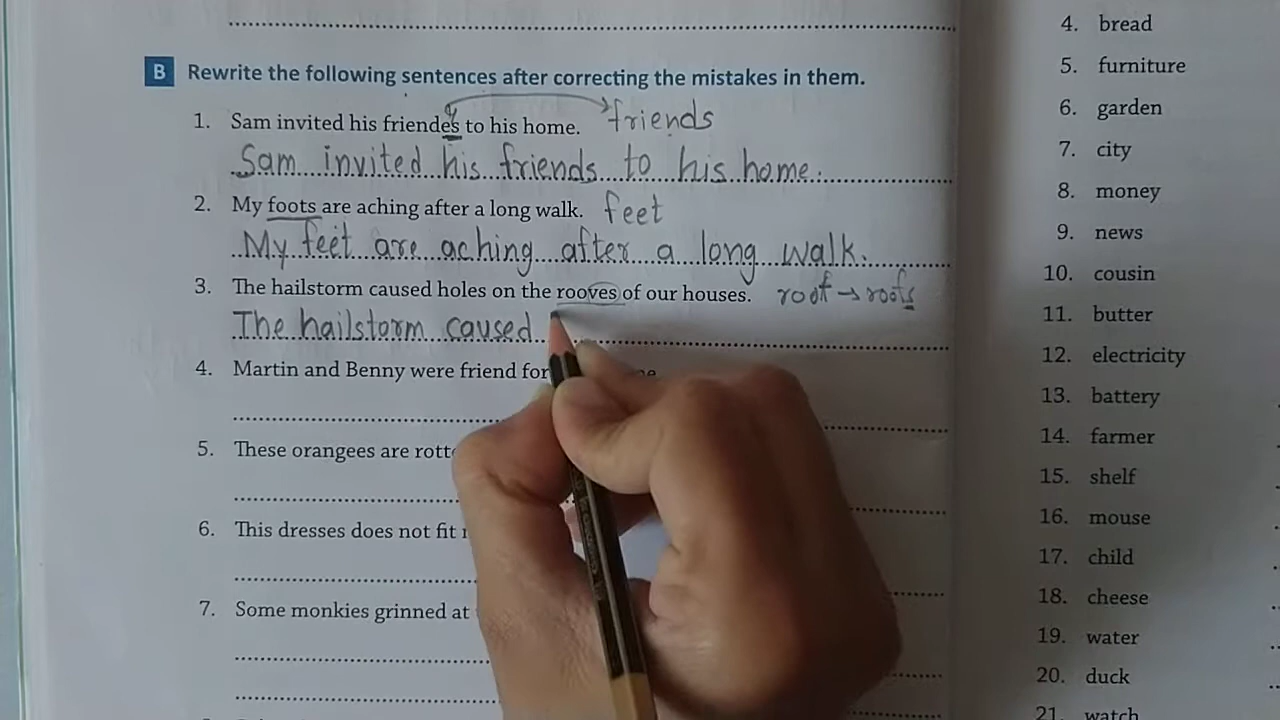 B Rewrite the following sentences after correcting the mistakes in them.
1. Sam invited his friendes to his home. friends
Sam invited his friends to his home.
2. My foots are aching after a long walk. feet
My feet are aching after a long walk.
3. The hailstorm caused holes on the rooves of our houses. roof → roofs
The hailstorm caused
4. Martin and Benny were friend for
5. These orangees are
6. This dresses does not fit
7. Some monkies grinned at
4. bread
5. furniture
6. garden
7. city
8. money
9. news
10. cousin
11. butter
12. electricity
13. battery
14. farmer
15. shelf
16. mouse
17. child
18. cheese
19. water
20. duck
21. watch